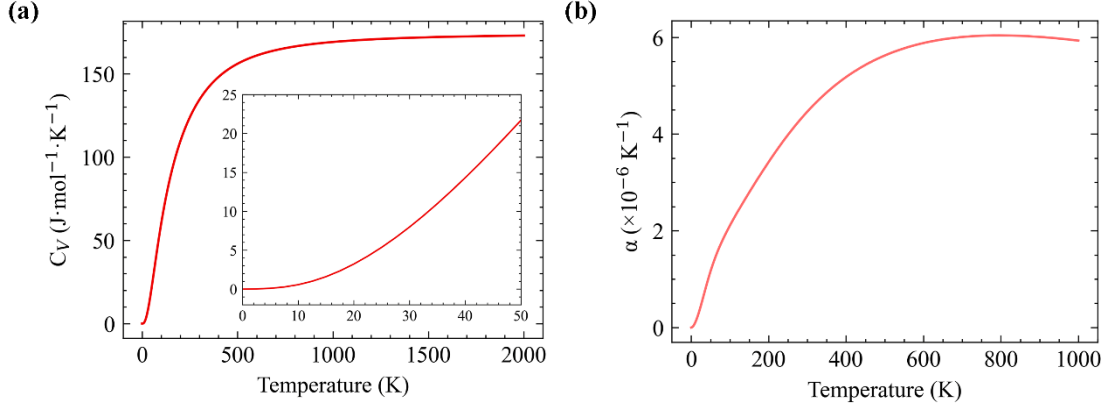 (a)
C_V (J·mol⁻¹·K⁻¹)
150
100
50
0
25
20
15
10
5
0
0 10 20 30 40 50
0 500 1000 1500 2000
Temperature (K)
(b)
α (×10⁻⁶ K⁻¹)
6
4
2
0
0 200 400 600 800 1000
Temperature (K)